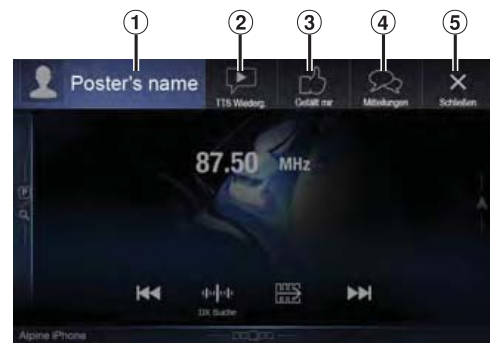 1 2 3 4 5
Poster's name
TTS Wiederg.
Gefällt mir
Mitteilungen
Schließen
87.50 MHz
P
DX Suche
Alpine iPhone